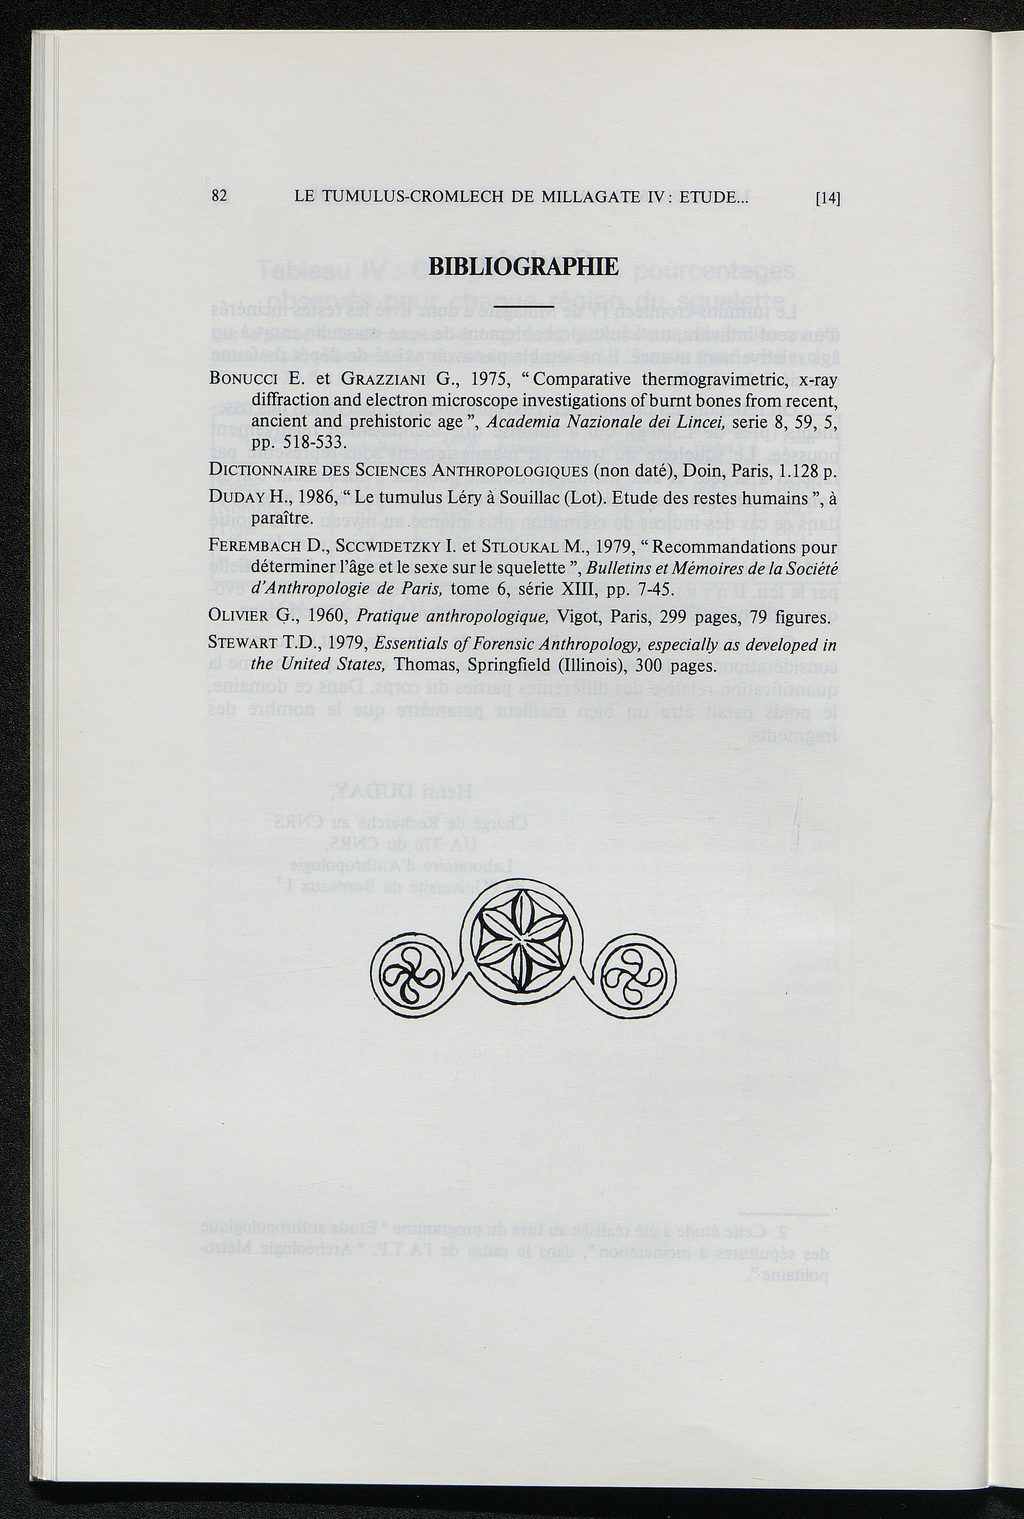 82 LE TUMULUS-CROMLECH DE MILLAGATE IV : ETUDE... [14]
BIBLIOGRAPHIE
BONUCCI E. et GRAZZIANI G., 1975, “ Comparative thermogravimetric, x-ray
diffraction and electron microscope investigations of burnt bones from recent,
ancient and prehistoric age ”, Academia Nazionale dei Lincei, serie 8, 59, 5,
pp. 518-533.
DICTIONNAIRE DES SCIENCES ANTHROPOLOGIQUES (non daté), Doin, Paris, 1.128 p.
DUDAY H., 1986, “ Le tumulus Léry à Souillac (Lot). Etude des restes humains ”, à
paraître.
FEREMBACH D., SCCWIDETZKY I. et STLOUKAL M., 1979, “ Recommandations pour
déterminer l’âge et le sexe sur le squelette ”, Bulletins et Mémoires de la Société
d’Anthropologie de Paris, tome 6, série XIII, pp. 7-45.
OLIVIER G., 1960, Pratique anthropologique, Vigot, Paris, 299 pages, 79 figures.
STEWART T.D., 1979, Essentials of Forensic Anthropology, especially as developed in
the United States, Thomas, Springfield (Illinois), 300 pages.